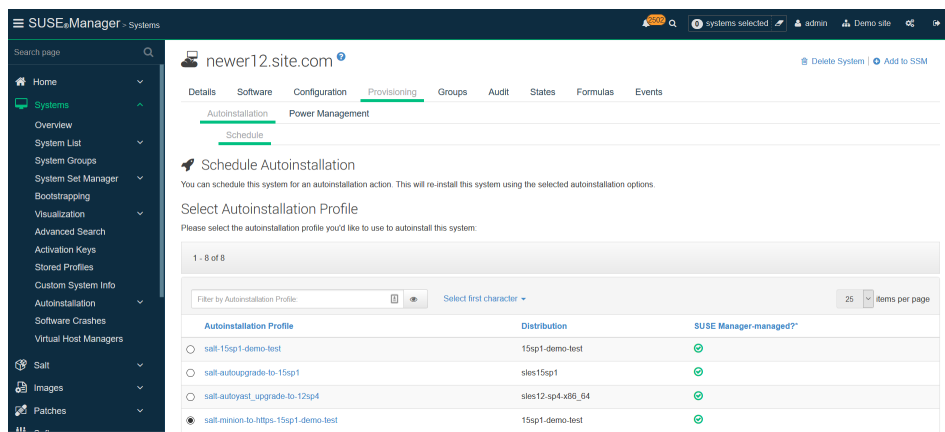 SUSE®Manager > Systems
2502
0 systems selected
admin
Demo site
Search page
Home
Systems
Overview
System List
System Groups
System Set Manager
Bootstrapping
Visualization
Advanced Search
Activation Keys
Stored Profiles
Custom System Info
Autoinstallation
Software Crashes
Virtual Host Managers
Salt
Images
Patches
newer12.site.com ?
Delete System | Add to SSM
Details Software Configuration Provisioning Groups Audit States Formulas Events
Autoinstallation Power Management
Schedule
Schedule Autoinstallation
You can schedule this system for an autoinstallation action. This will re-install this system using the selected autoinstallation options.
Select Autoinstallation Profile
Please select the autoinstallation profile you'd like to use to autoinstall this system:
1 - 8 of 8
Filter by Autoinstallation Profile:
Select first character
25 items per page
Autoinstallation Profile Distribution SUSE Manager-managed?*
salt-15sp1-demo-test 15sp1-demo-test
salt-autoupgrade-to-15sp1 sles15sp1
salt-autoyast_upgrade-to-12sp4 sles12-sp4-x86_64
salt-minion-to-https-15sp1-demo-test 15sp1-demo-test